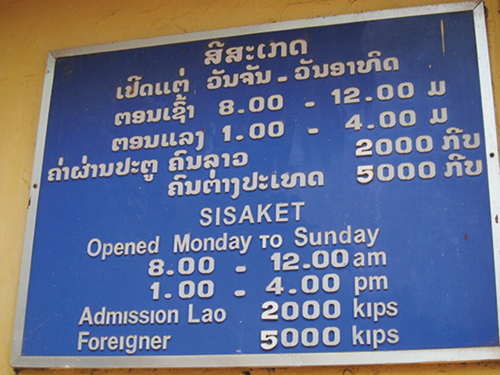 ສີສະເກດ
ເປີດແຕ່ ວັນຈັນ - ວັນອາທິດ
ຕອນເຊົ້າ 8.00 - 12.00 ມ
ຕອນແລງ 1.00 - 4.00 ມ
ຄ່າຜ່ານປະຕູ ຄົນລາວ 2000 ກີບ
ຄົນຕ່າງປະເທດ 5000 ກີບ
SISAKET
Opened Monday To Sunday
8.00 - 12.00 am
1.00 - 4.00 pm
Admission Lao 2000 kips
Foreigner 5000 kips